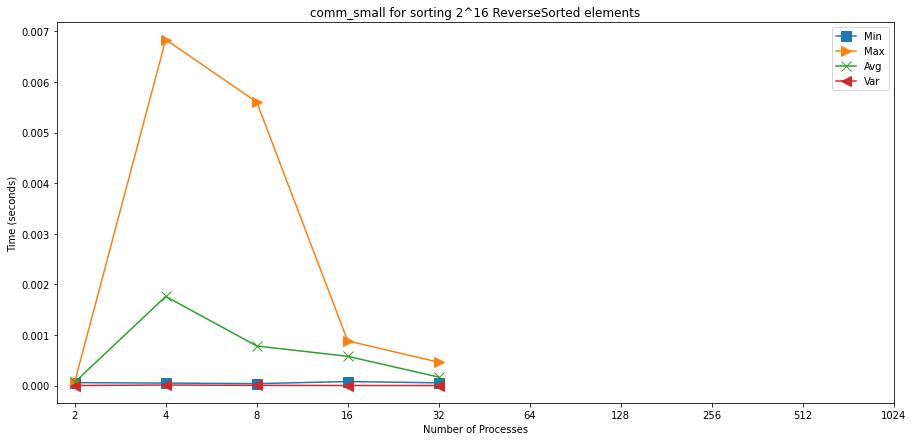 comm_small for sorting 2^16 ReverseSorted elements
Min
Max
Avg
Var
Time (seconds)
0.007
0.006
0.005
0.004
0.003
0.002
0.001
0.000
2 4 8 16 32 64 128 256 512 1024
Number of Processes